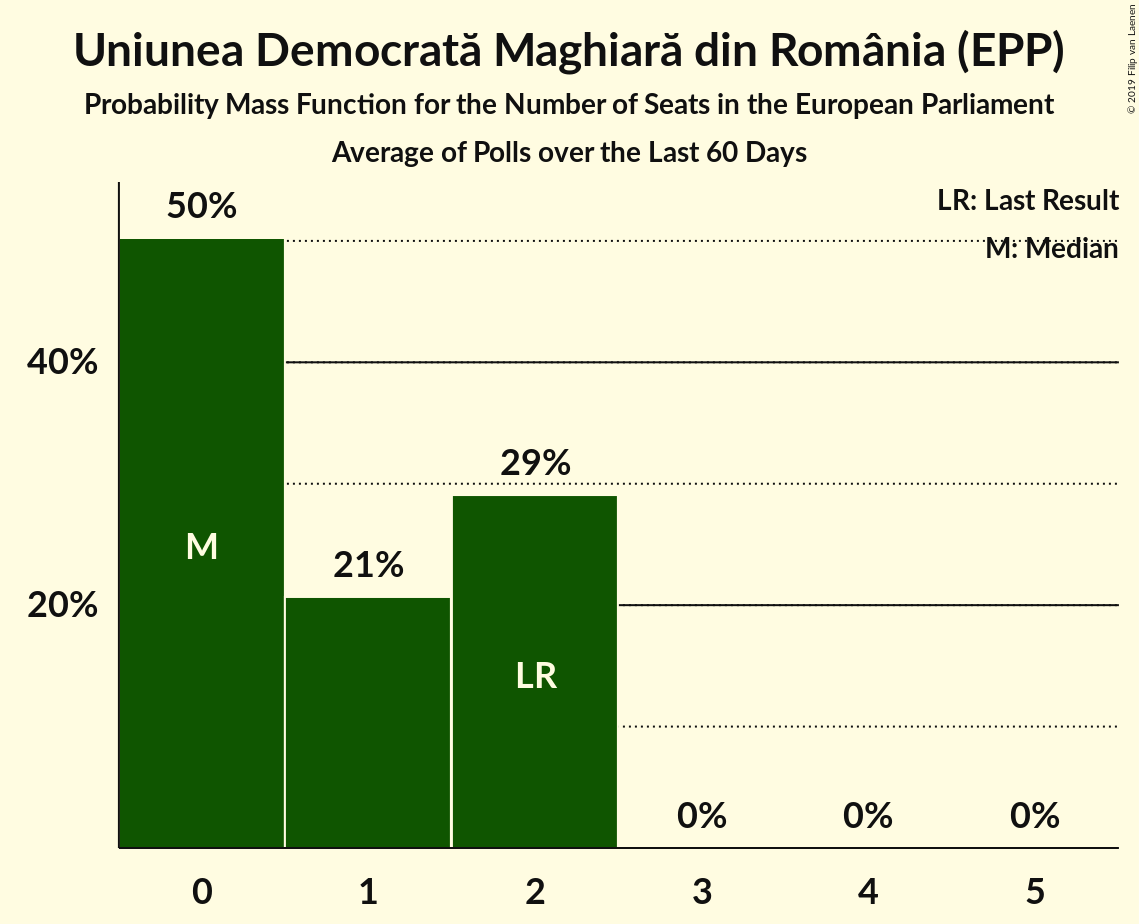 Uniunea Democrată Maghiară din România (EPP)
Probability Mass Function for the Number of Seats in the European Parliament
Average of Polls over the Last 60 Days
© 2019 Filip van Laenen
LR: Last Result
M: Median
50%
40%
29%
M
21%
20%
LR
0% 0% 0%
0 1 2 3 4 5